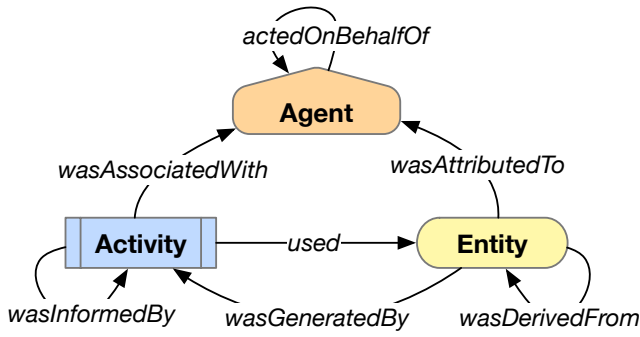 actedOnBehalfOf
Agent
wasAssociatedWith
wasAttributedTo
Activity
used
Entity
wasInformedBy
wasGeneratedBy
wasDerivedFrom